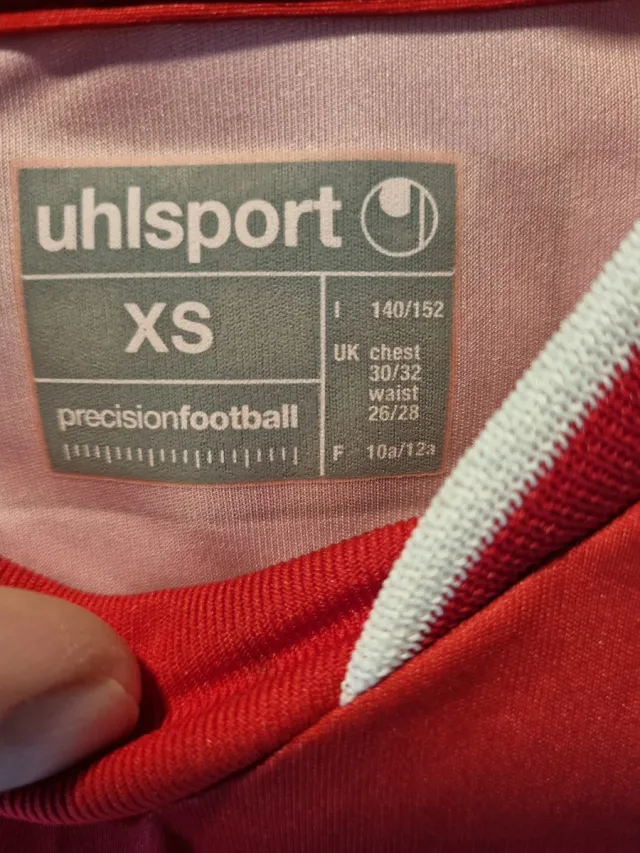 uhlsport
XS
precisionfootball
I 140/152
UK chest
30/32
waist
26/28
F 10a/12a